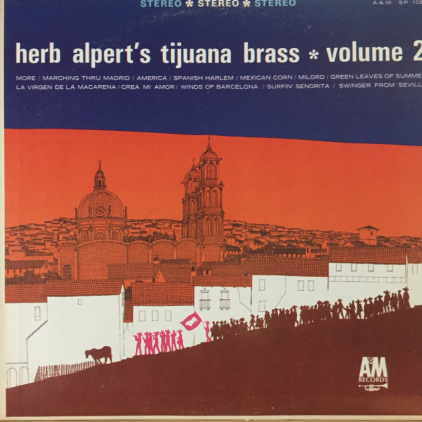 STEREO * STEREO * STEREO
A&M SP 103
herb alpert's tijuana brass * volume 2
MORE / MARCHING THRU MADRID / AMERICA / SPANISH HARLEM / MEXICAN CORN / MILORD / GREEN LEAVES OF SUMME
LA VIRGEN DE LA MACARENA / CREA MI AMOR / WINDS OF BARCELONA / SURFIN' SENORITA / SWINGER FROM SEVILL
A&M
RECORDS